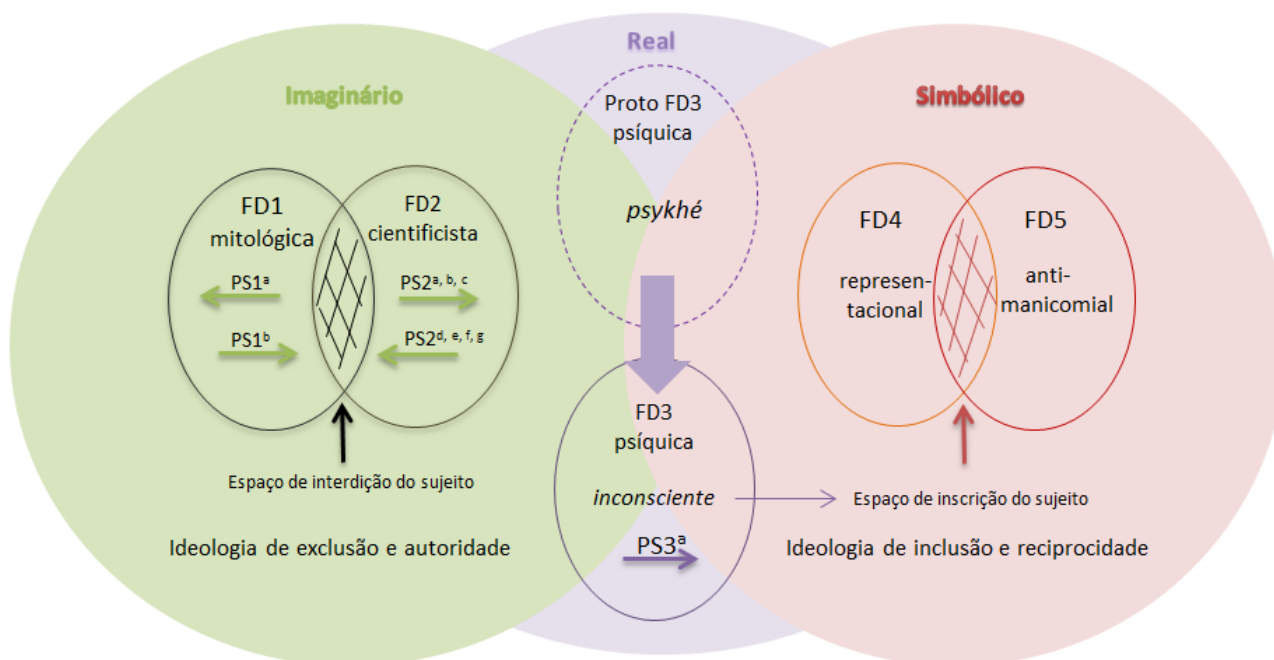 Real
Imaginário
Simbólico
Proto FD3
psíquica
psykhé
FD1
mitológica
FD2
cientificista
PS1a
PS2a, b, c
PS1b
PS2d, e, f, g
FD4
represen-
tacional
FD5
anti-
manicomial
FD3
psíquica
inconsciente
PS3a
Espaço de interdição do sujeito
Espaço de inscrição do sujeito
Ideologia de exclusão e autoridade
Ideologia de inclusão e reciprocidade